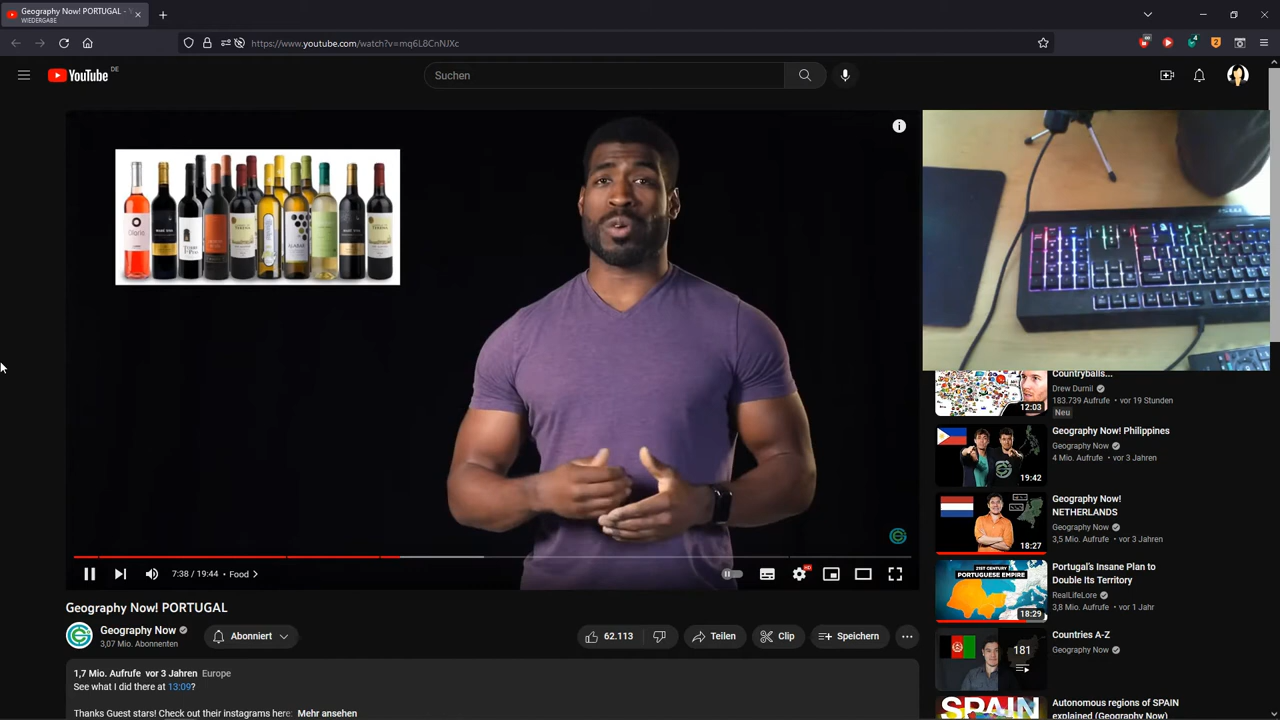 Geography Now! PORTUGAL - Y
WIEDERGABE
https://www.youtube.com/watch?v=mq6L8CnNJXc
4
2
YouTube DE
Suchen
7:38 / 19:44 • Food
HD
Geography Now! PORTUGAL
Geography Now
3,07 Mio. Abonnenten
Abonniert
62.113
Teilen
Clip
Speichern
1,7 Mio. Aufrufe vor 3 Jahren Europe
See what I did there at 13:09?
Thanks Guest stars! Check out their instagrams here: Mehr ansehen
Countryballs...
Drew Durnil
183.739 Aufrufe • vor 19 Stunden
Neu
12:03
Geography Now! Philippines
Geography Now
4 Mio. Aufrufe • vor 3 Jahren
19:42
Geography Now!
NETHERLANDS
Geography Now
3,5 Mio. Aufrufe • vor 3 Jahren
18:27
21ST CENTURY
PORTUGUESE EMPIRE
Portugal's Insane Plan to
Double Its Territory
RealLifeLore
3,8 Mio. Aufrufe • vor 1 Jahr
18:29
Countries A-Z
Geography Now
181
SPAIN
Autonomous regions of SPAIN
explained (Geography Now!)